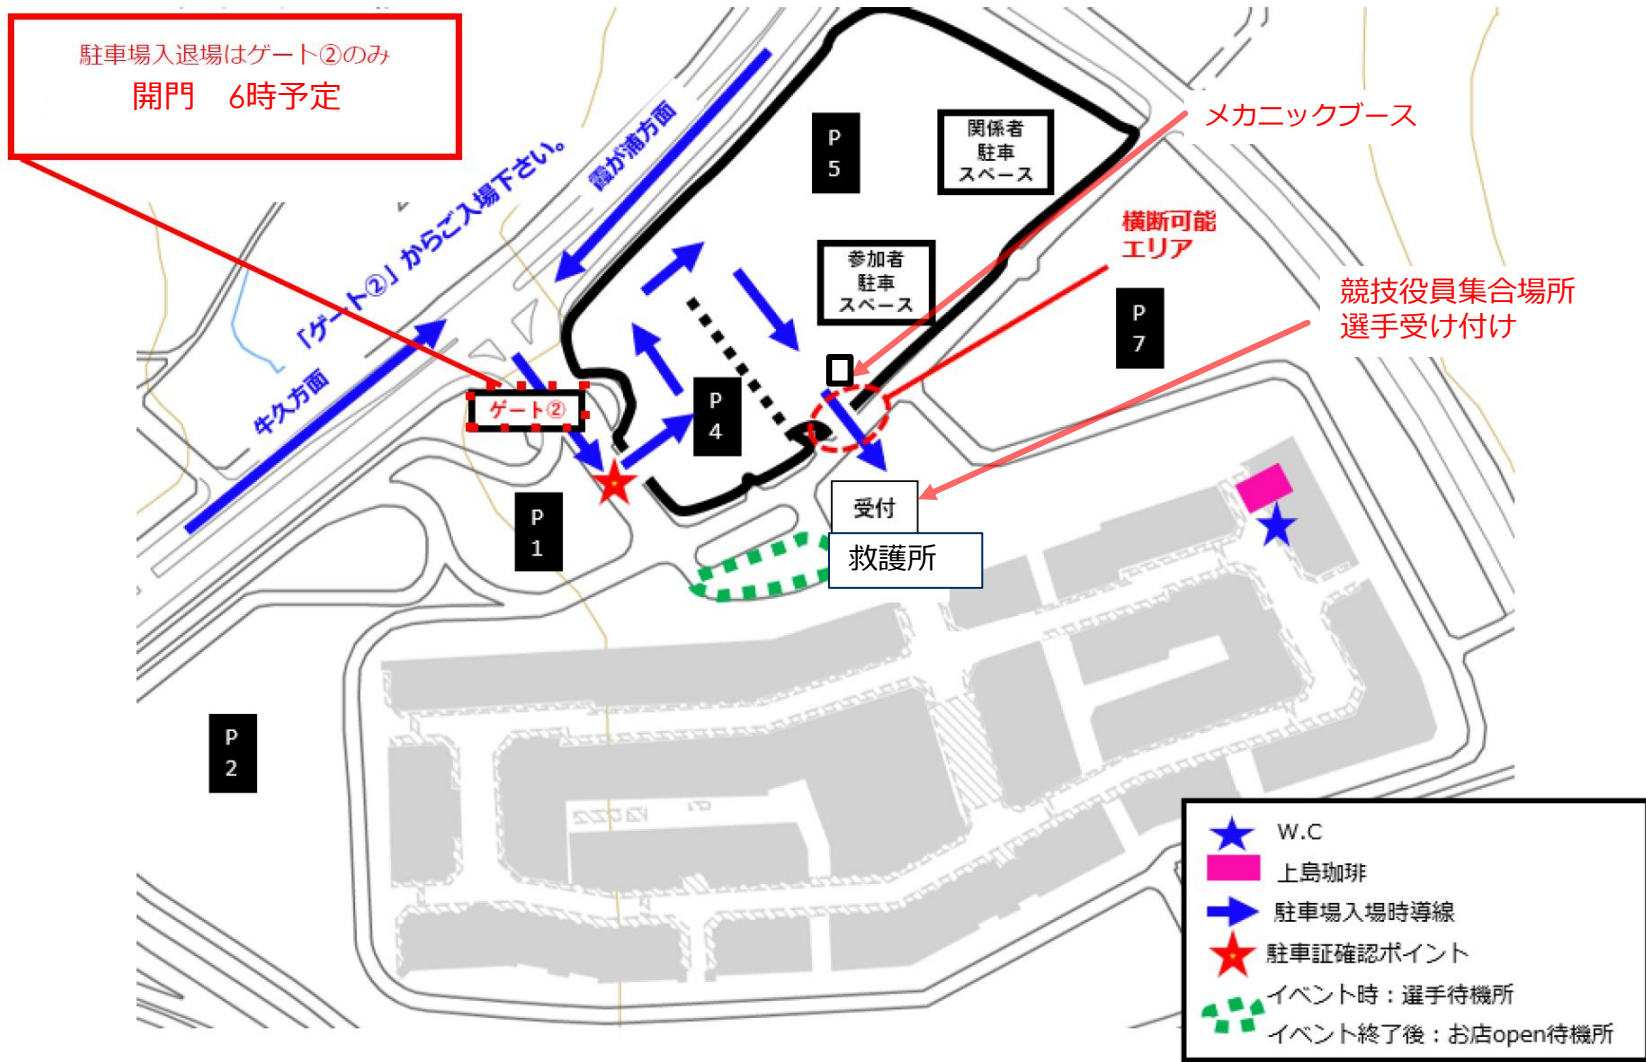 駐車場入退場はゲート②のみ
開門　6時予定
「ゲート②」からご入場下さい。
霞が浦方面
牛久方面
P
5
関係者
駐車
スペース
メカニックブース
横断可能
エリア
参加者
駐車
スペース
競技役員集合場所
選手受け付け
P
7
ゲート②
P
4
P
1
受付
救護所
P
2
W.C
上島珈琲
駐車場入場時導線
駐車証確認ポイント
イベント時：選手待機所
イベント終了後：お店open待機所